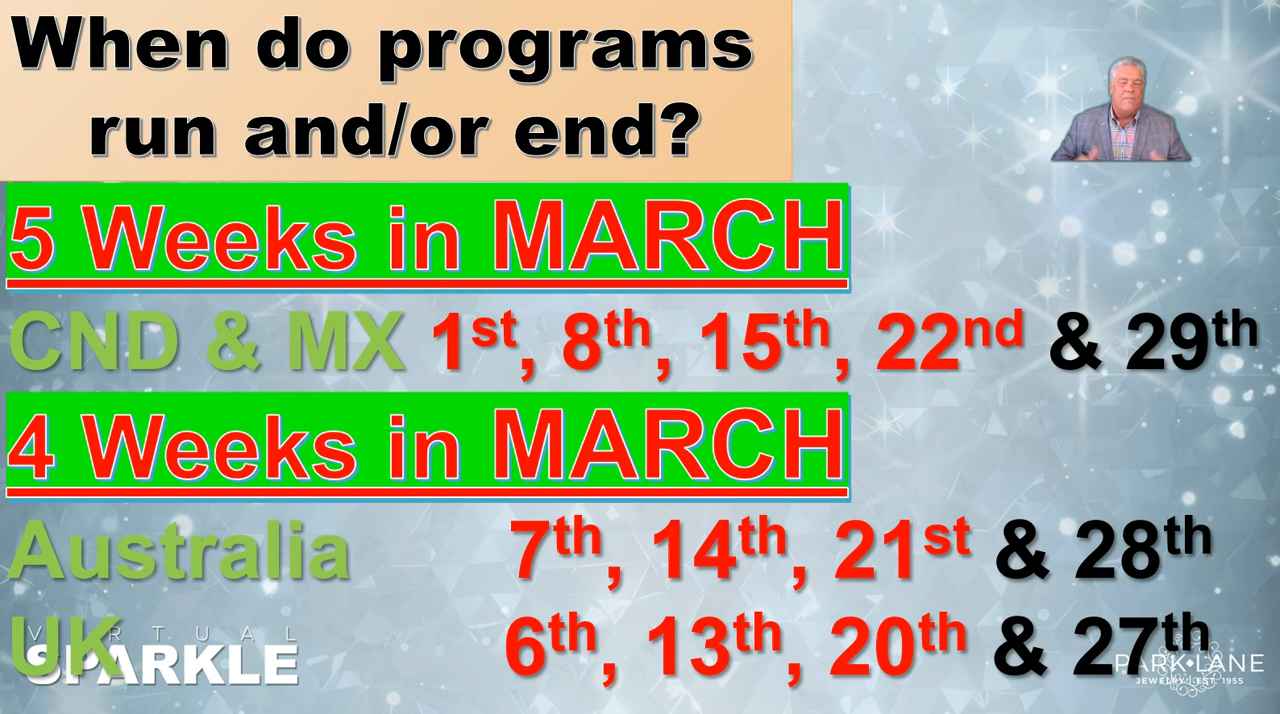 When do programs
run and/or end?
5 Weeks in MARCH
CND & MX 1st, 8th, 15th, 22nd & 29th
4 Weeks in MARCH
Australia 7th, 14th, 21st & 28th
UK 6th, 13th, 20th & 27th
VIRTUAL
SPARKLE
PARK LANE
JEWELRY | EST. 1955